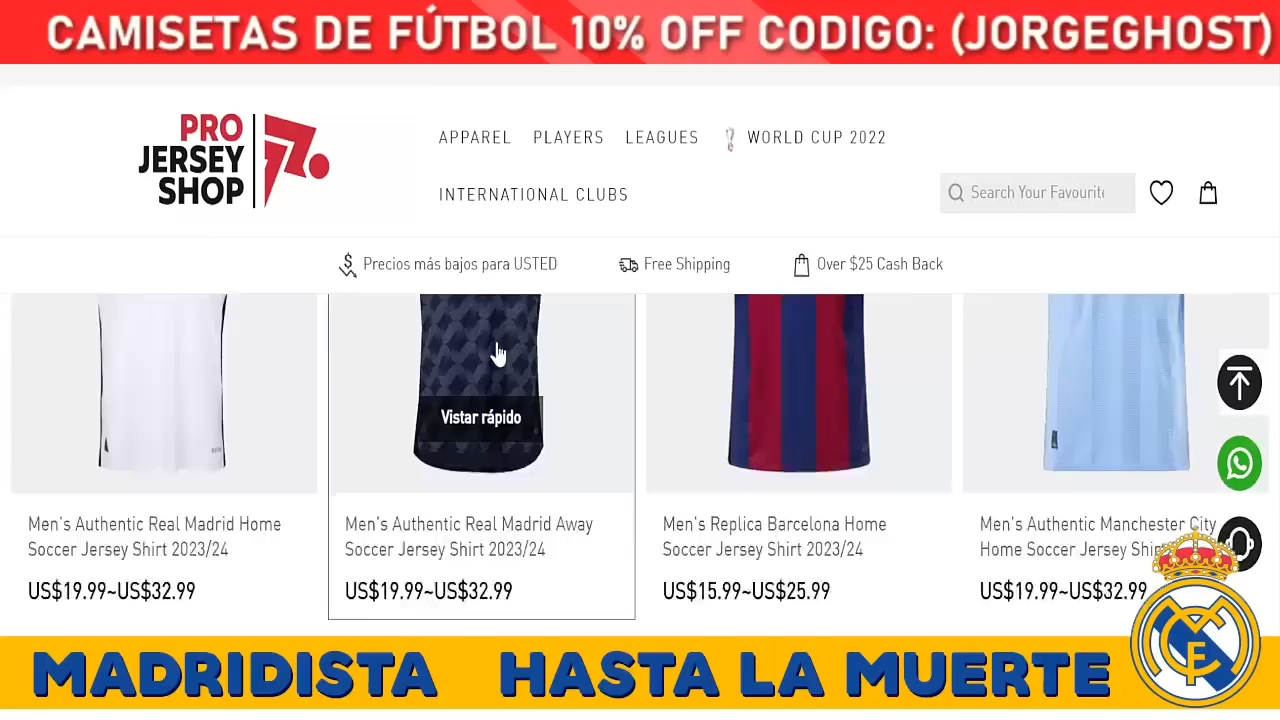 CAMISETAS DE FÚTBOL 10% OFF CODIGO: (JORGEGHOST)
PRO
JERSEY
SHOP
APPAREL PLAYERS LEAGUES WORLD CUP 2022
INTERNATIONAL CLUBS
Search Your Favourite
Precios más bajos para USTED
Free Shipping
Over $25 Cash Back
Vistar rápido
Men's Authentic Real Madrid Home
Soccer Jersey Shirt 2023/24
US$19.99~US$32.99
Men's Authentic Real Madrid Away
Soccer Jersey Shirt 2023/24
US$19.99~US$32.99
Men's Replica Barcelona Home
Soccer Jersey Shirt 2023/24
US$15.99~US$25.99
Men's Authentic Manchester City
Home Soccer Jersey
US$19.99~US$32.99
MADRIDISTA HASTA LA MUERTE